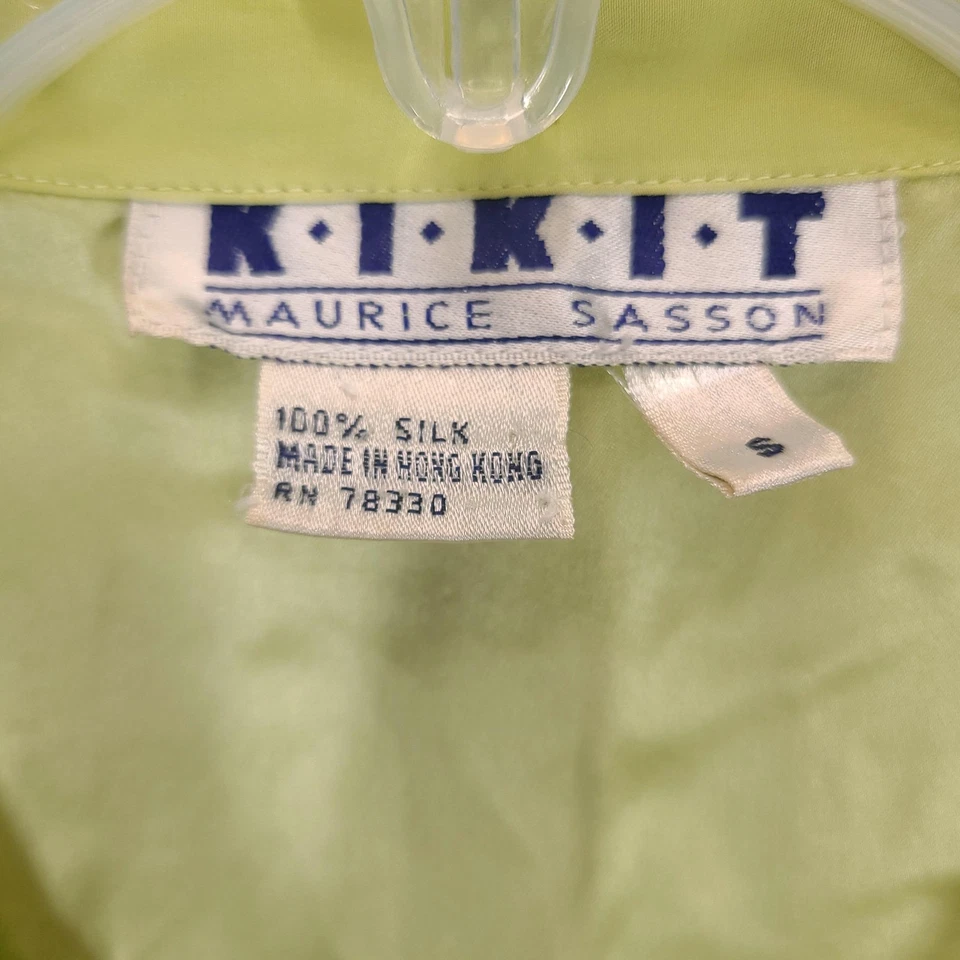 K·I·K·I·T
MAURICE SASSON
100% SILK
MADE IN HONG KONG
RN 78330
S